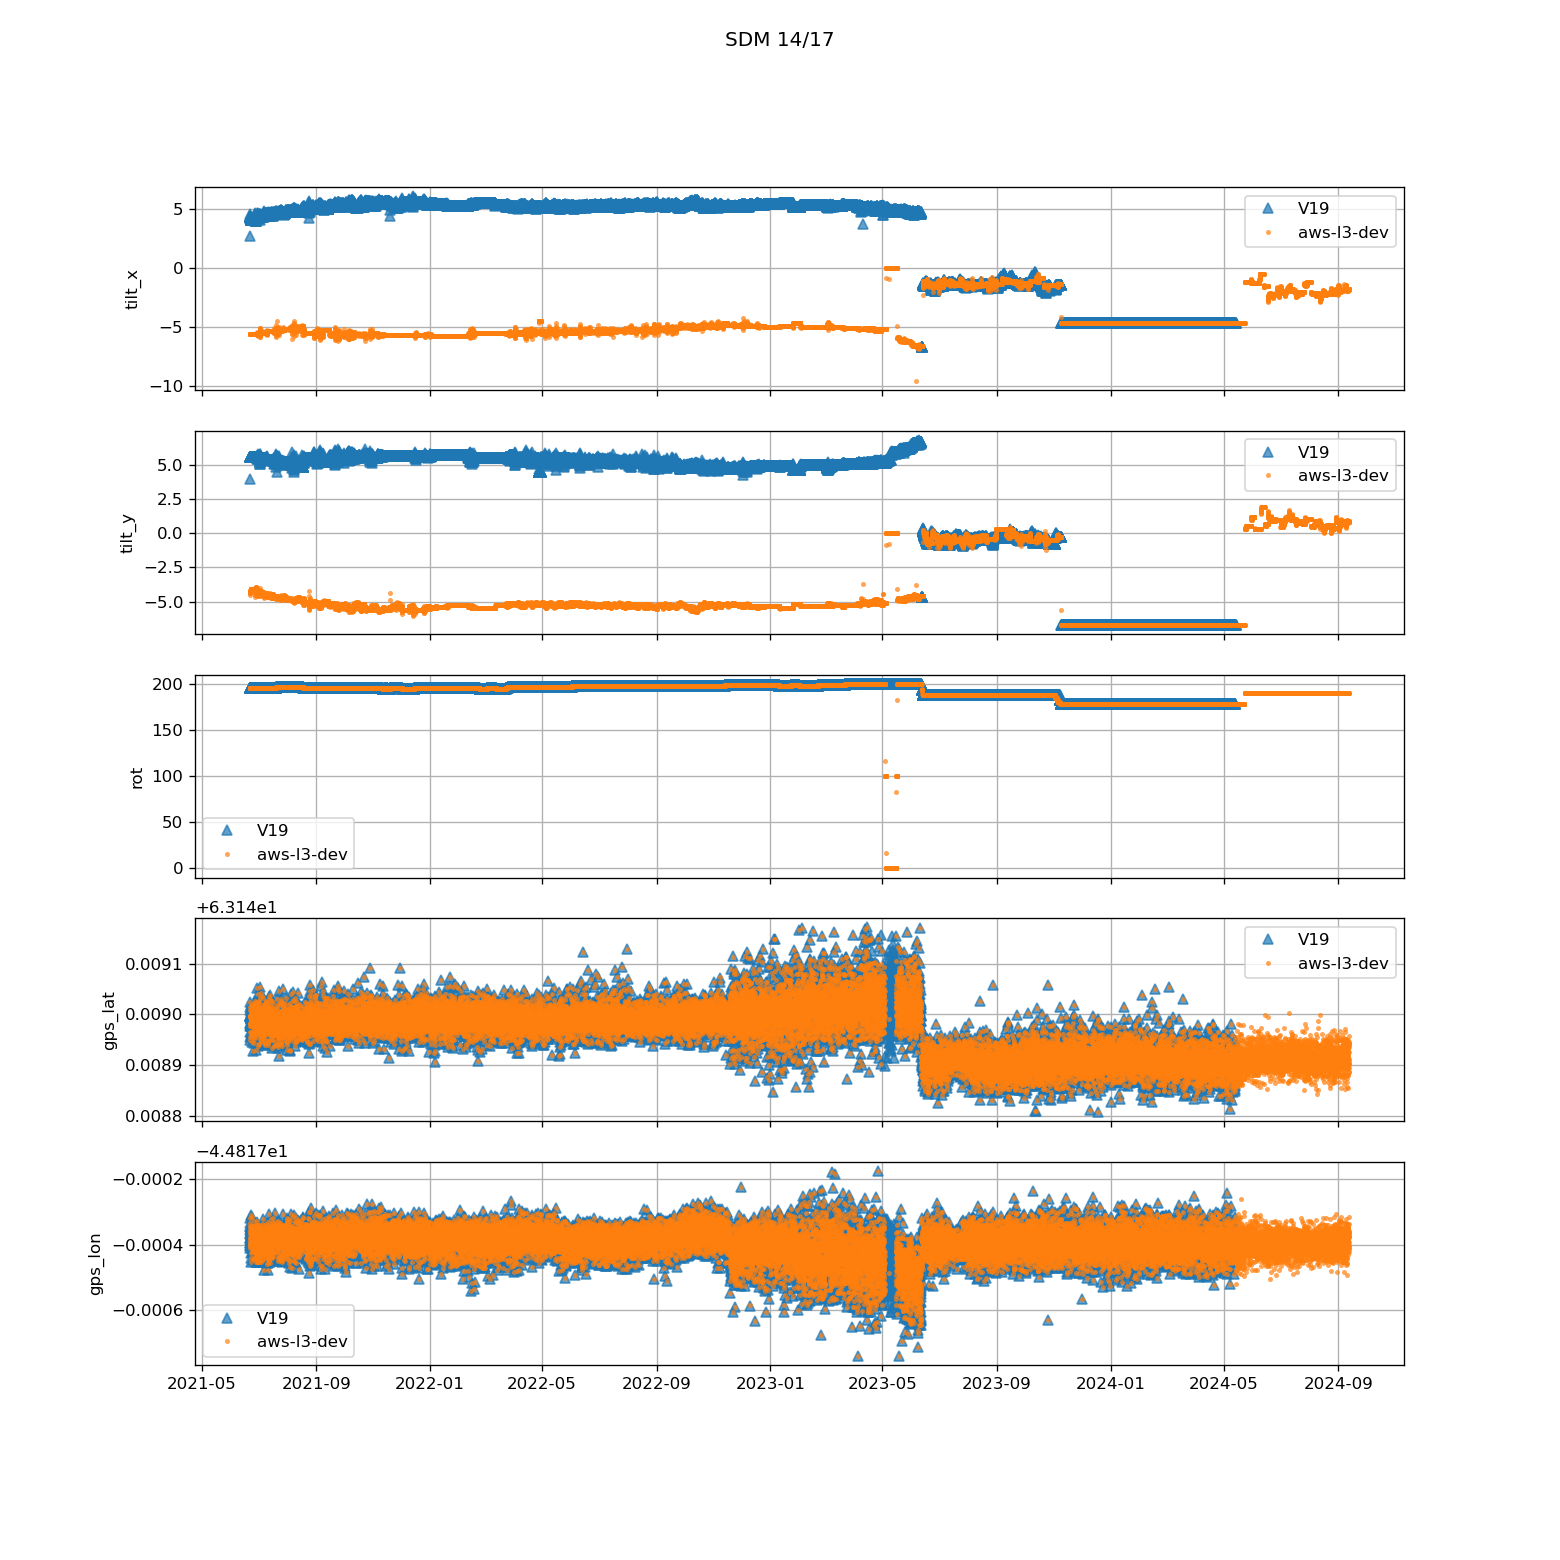 SDM 14/17
5
0
−5
−10
tilt_x
V19
aws-l3-dev
5.0
2.5
0.0
−2.5
−5.0
tilt_y
V19
aws-l3-dev
200
150
100
50
0
rot
V19
aws-l3-dev
+6.314e1
0.0091
0.0090
0.0089
0.0088
gps_lat
V19
aws-l3-dev
−4.4817e1
−0.0002
−0.0004
−0.0006
gps_lon
V19
aws-l3-dev
2021-05 2021-09 2022-01 2022-05 2022-09 2023-01 2023-05 2023-09 2024-01 2024-05 2024-09